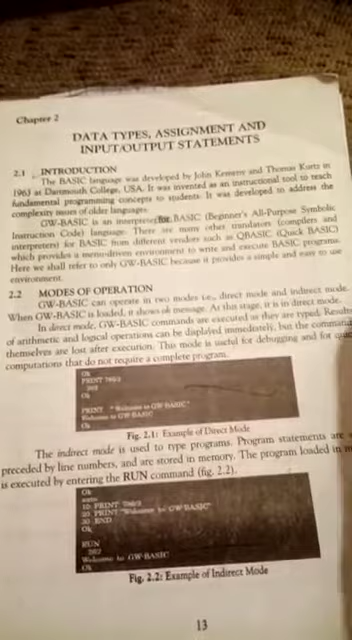 Chapter 2
DATA TYPES, ASSIGNMENT AND
INPUT/OUTPUT STATEMENTS
2.1 INTRODUCTION
The BASIC language was developed by John Kemeny and Thomas Kurtz in
1963 at Dartmouth College, USA. It was invented as an instructional tool to teach
fundamental programming concepts to students. It was developed to address the
complexity issues of older languages.
GW-BASIC is an interpreter for BASIC (Beginner's All-Purpose Symbolic
Instruction Code) language. There are many other translators (compilers and
interpreters) for BASIC from different vendors such as QBASIC (Quick BASIC)
which provides a menu-driven environment to write and execute BASIC programs.
Here we shall refer to only GW-BASIC because it provides a simple and easy to use
environment.
2.2 MODES OF OPERATION
GW-BASIC can operate in two modes i.e., direct mode and indirect mode.
When GW-BASIC is loaded, it shows ok message. At this stage, it is in direct mode.
In direct mode, GW-BASIC commands are executed as they are typed. Results
of arithmetic and logical operations can be displayed immediately, but the
themselves are lost after execution. This mode is useful for debugging and for
computations that do not require a complete program.
Ok
PRINT
Ok
PRINT "Welcome to GW-BASIC"
Welcome to GW-BASIC
Ok
Fig. 2.1: Example of Direct Mode
The indirect mode is used to type programs. Program statements are
preceded by line numbers, and are stored in memory. The program loaded in
is executed by entering the RUN command (fig. 2.2).
Ok
auto
10 PRINT
20 PRINT "Welcome to GW-BASIC"
30 END
Ok
RUN
Welcome to GW-BASIC
Ok
Fig. 2.2: Example of Indirect Mode
13